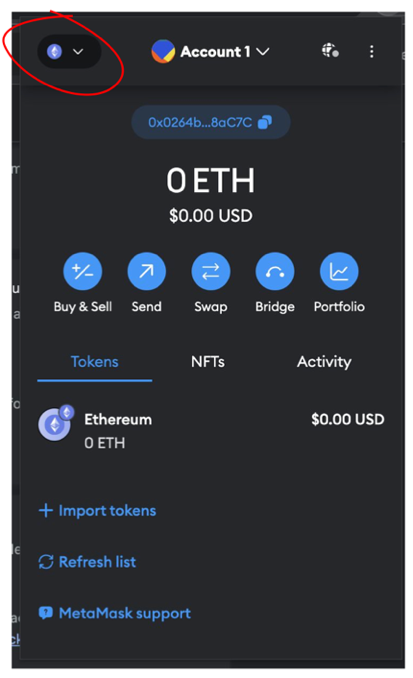 Account 1
0x0264b...8aC7C
0 ETH
$0.00 USD
Buy & Sell
Send
Swap
Bridge
Portfolio
Tokens
NFTs
Activity
Ethereum
$0.00 USD
0 ETH
+ Import tokens
Refresh list
MetaMask support